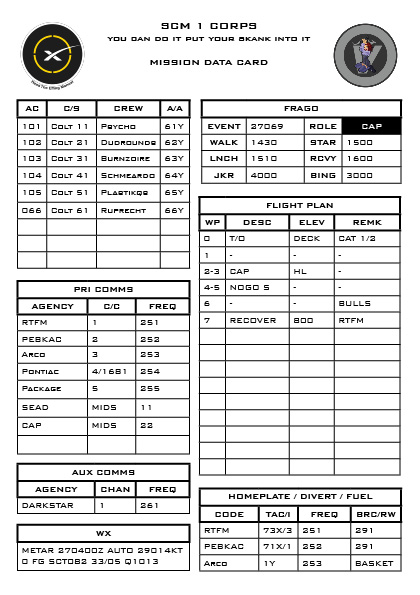 SCM 1 CORPS
YOU CAN DO IT PUT YOUR SKANK INTO IT
MISSION DATA CARD
AC C/S CREW A/A
101 Colt 11 Psycho 61Y
102 Colt 21 Dudrounds 62Y
103 Colt 31 Burnzoire 63Y
104 Colt 41 Schmeardo 64Y
105 Colt 51 Plastikqs 65Y
066 Colt 61 Ruprecht 66Y
PRI COMMS
AGENCY C/C FREQ
RTFM 1 251
PEBKAC 2 252
Arco 3 253
Pontiac 4/1681 254
Package 5 255
SEAD MIDS 11
CAP MIDS 22
AUX COMMS
AGENCY CHAN FREQ
DARKSTAR 1 261
WX
METAR 270400Z AUTO 29014KT
0 FG SCT082 33/05 Q1013
FRAGO
EVENT 27069 ROLE CAP
WALK 1430 STAR 1500
LNCH 1510 RCVY 1600
JKR 4000 BING 3000
FLIGHT PLAN
WP DESC ELEV REMK
0 T/O DECK CAT 1/2
1 - - -
2-3 CAP HL -
4-5 NOGO S - -
6 - - BULLS
7 RECOVER 800 RTFM
HOMEPLATE / DIVERT / FUEL
CODE TAC/I FREQ BRC/RW
RTFM 73X/3 251 291
PEBKAC 71X/1 252 291
Arco 1Y 253 BASKET